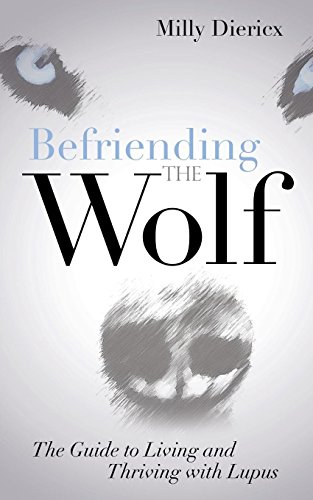 Milly Diericx
Befriending
THE
Wolf
The Guide to Living and
Thriving with Lupus